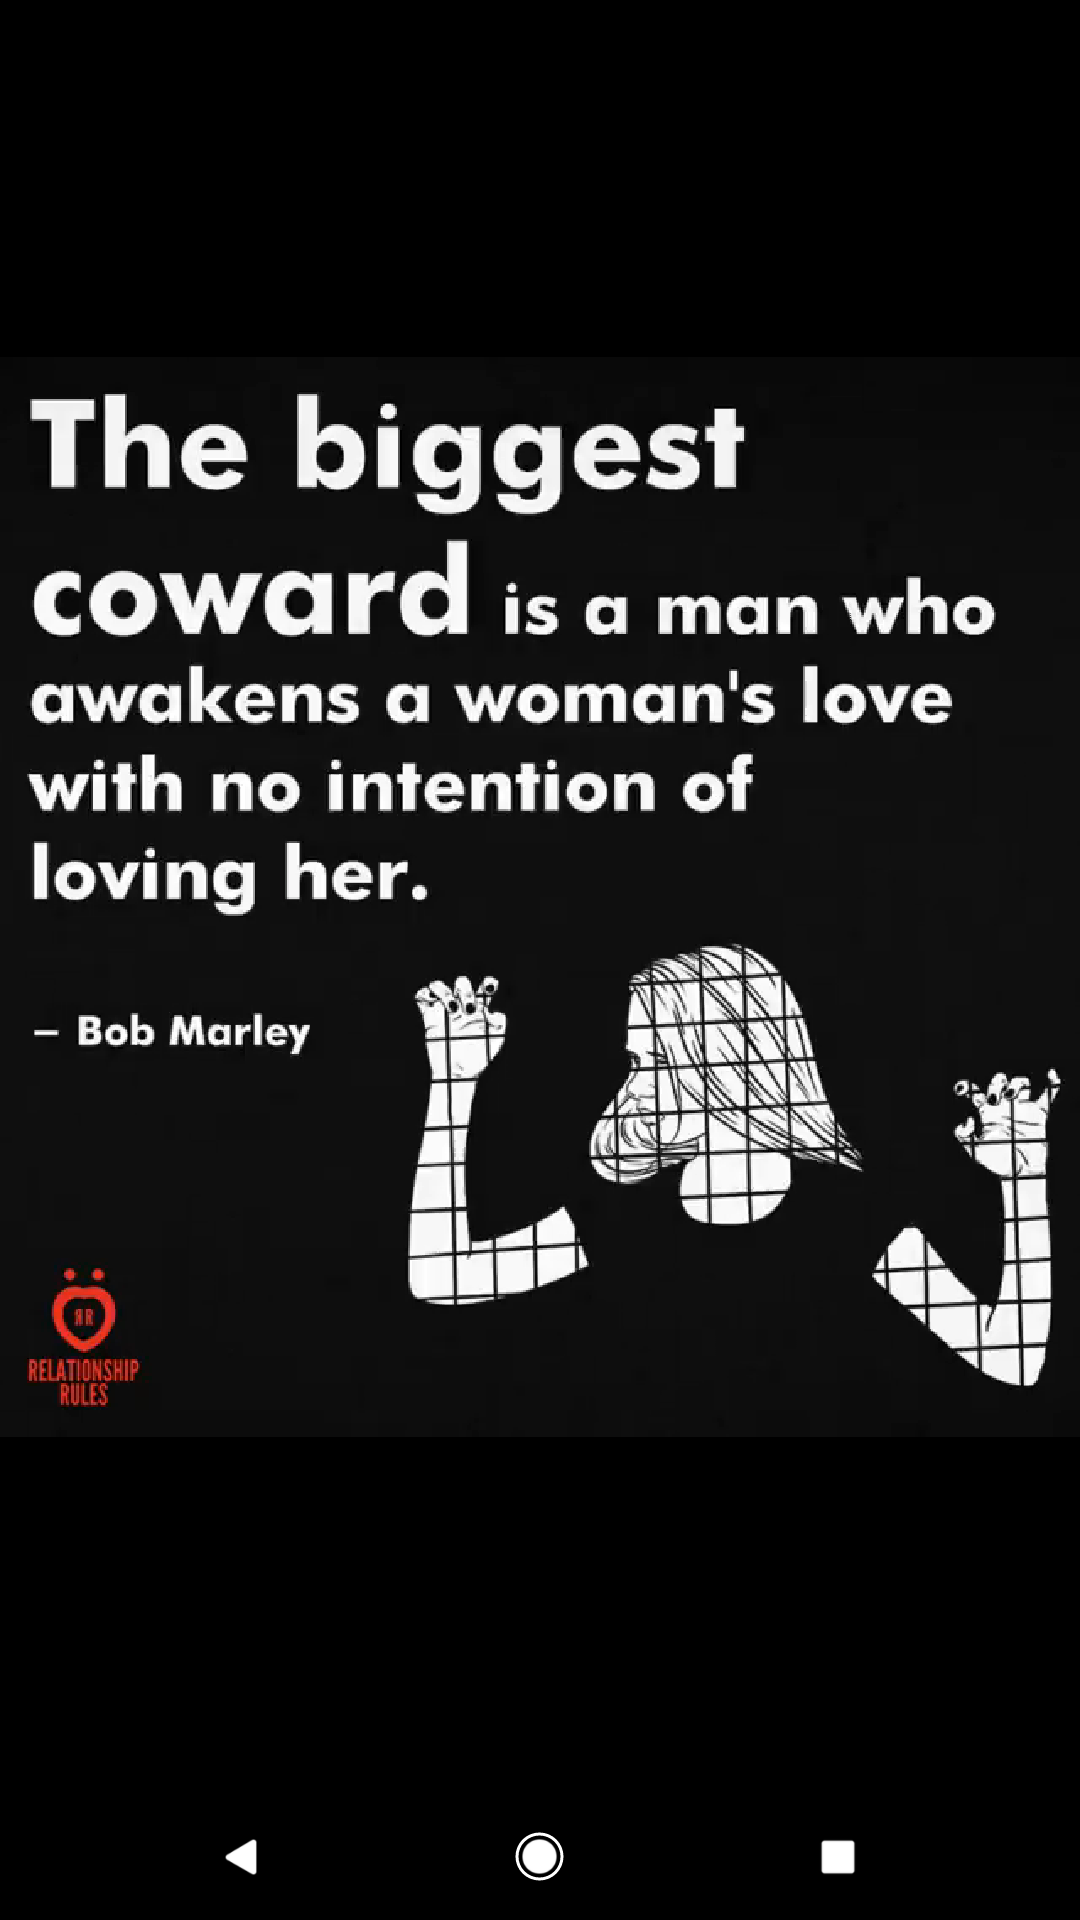 The biggest
coward is a man who
awakens a woman's love
with no intention of
loving her.
– Bob Marley
ЯR
RELATIONSHIP
RULES